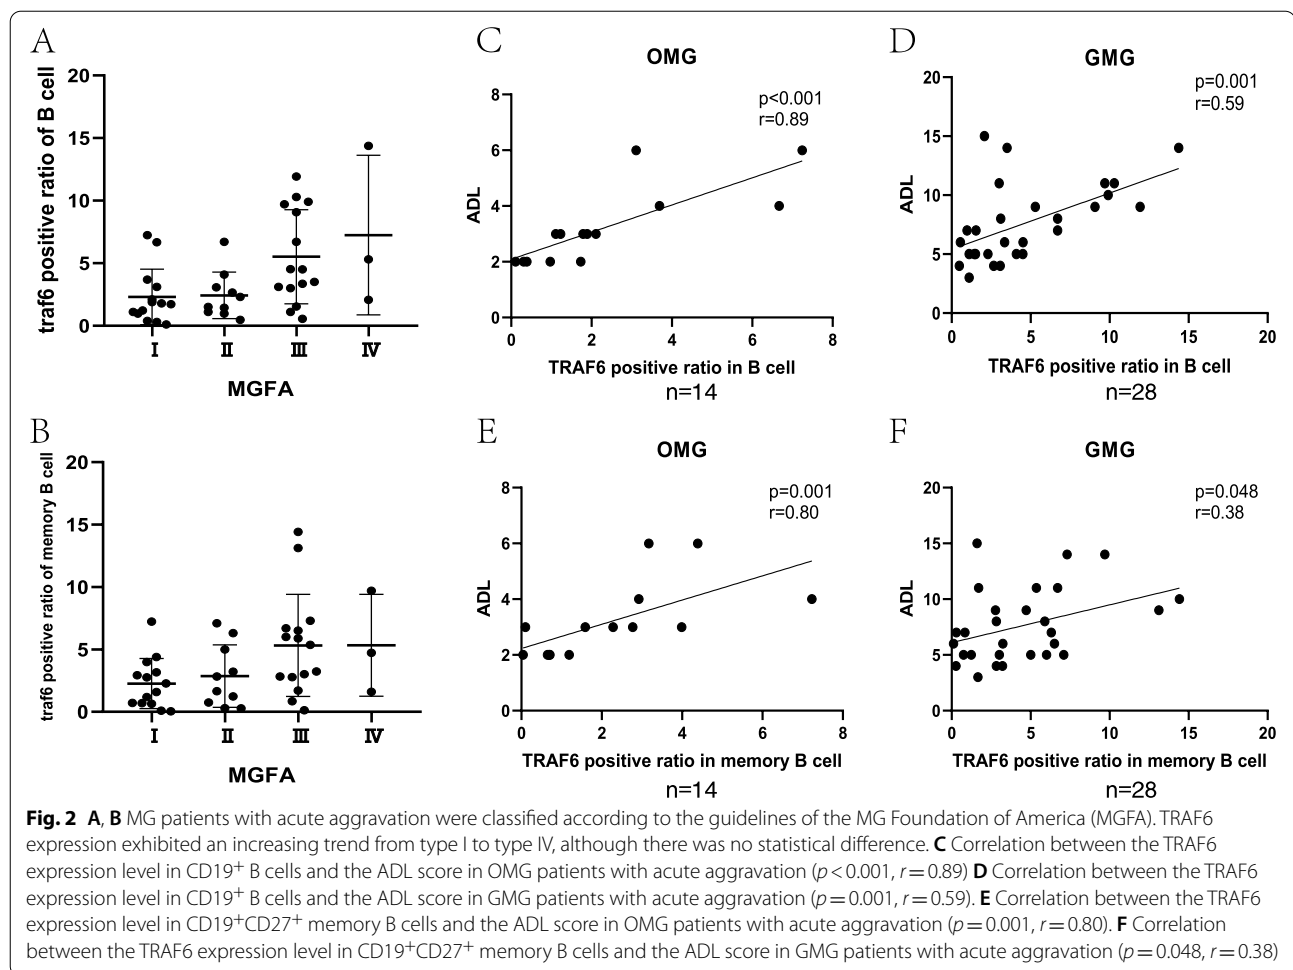 A
traf6 positive ratio of B cell
20
15
10
5
0
I II III IV
MGFA
C
OMG
p<0.001
r=0.89
ADL
8
6
4
2
0
0 2 4 6 8
TRAF6 positive ratio in B cell
n=14
D
GMG
p=0.001
r=0.59
ADL
20
15
10
5
0
0 5 10 15 20
TRAF6 positive ratio in B cell
n=28
B
traf6 positive ratio of memory B cell
20
15
10
5
0
I II III IV
MGFA
E
OMG
p=0.001
r=0.80
ADL
8
6
4
2
0
0 2 4 6 8
TRAF6 positive ratio in memory B cell
n=14
F
GMG
p=0.048
r=0.38
ADL
20
15
10
5
0
0 5 10 15 20
TRAF6 positive ratio in memory B cell
n=28
Fig. 2 A, B MG patients with acute aggravation were classified according to the guidelines of the MG Foundation of America (MGFA). TRAF6
expression exhibited an increasing trend from type I to type IV, although there was no statistical difference. C Correlation between the TRAF6
expression level in CD19⁺ B cells and the ADL score in OMG patients with acute aggravation (p < 0.001, r = 0.89) D Correlation between the TRAF6
expression level in CD19⁺ B cells and the ADL score in GMG patients with acute aggravation (p = 0.001, r = 0.59). E Correlation between the TRAF6
expression level in CD19⁺CD27⁺ memory B cells and the ADL score in OMG patients with acute aggravation (p = 0.001, r = 0.80). F Correlation
between the TRAF6 expression level in CD19⁺CD27⁺ memory B cells and the ADL score in GMG patients with acute aggravation (p = 0.048, r = 0.38)